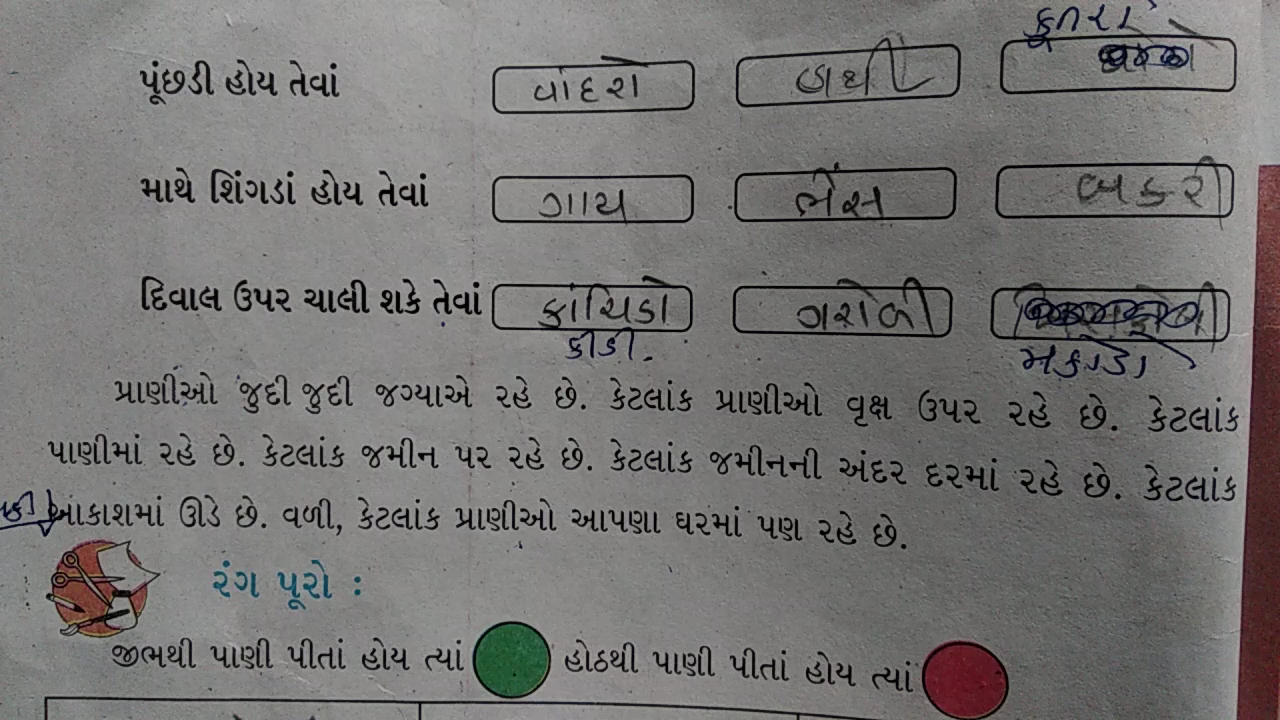 કૂતરો
પૂંછડી હોય તેવાં વાંદરો હાથી
માથે શિંગડાં હોય તેવાં ગાય ભેંસ બકરી
દિવાલ ઉપર ચાલી શકે તેવાં કાંચિડો ગરોળી
કીડી. મકોડો
પ્રાણીઓ જુદી જુદી જગ્યાએ રહે છે. કેટલાંક પ્રાણીઓ વૃક્ષ ઉપર રહે છે. કેટલાંક
પાણીમાં રહે છે. કેટલાંક જમીન પર રહે છે. કેટલાંક જમીનની અંદર દરમાં રહે છે. કેટલાંક
આકાશમાં ઊડે છે. વળી, કેટલાંક પ્રાણીઓ આપણા ઘરમાં પણ રહે છે.
રંગ પૂરો :
જીભથી પાણી પીતાં હોય ત્યાં હોઠથી પાણી પીતાં હોય ત્યાં